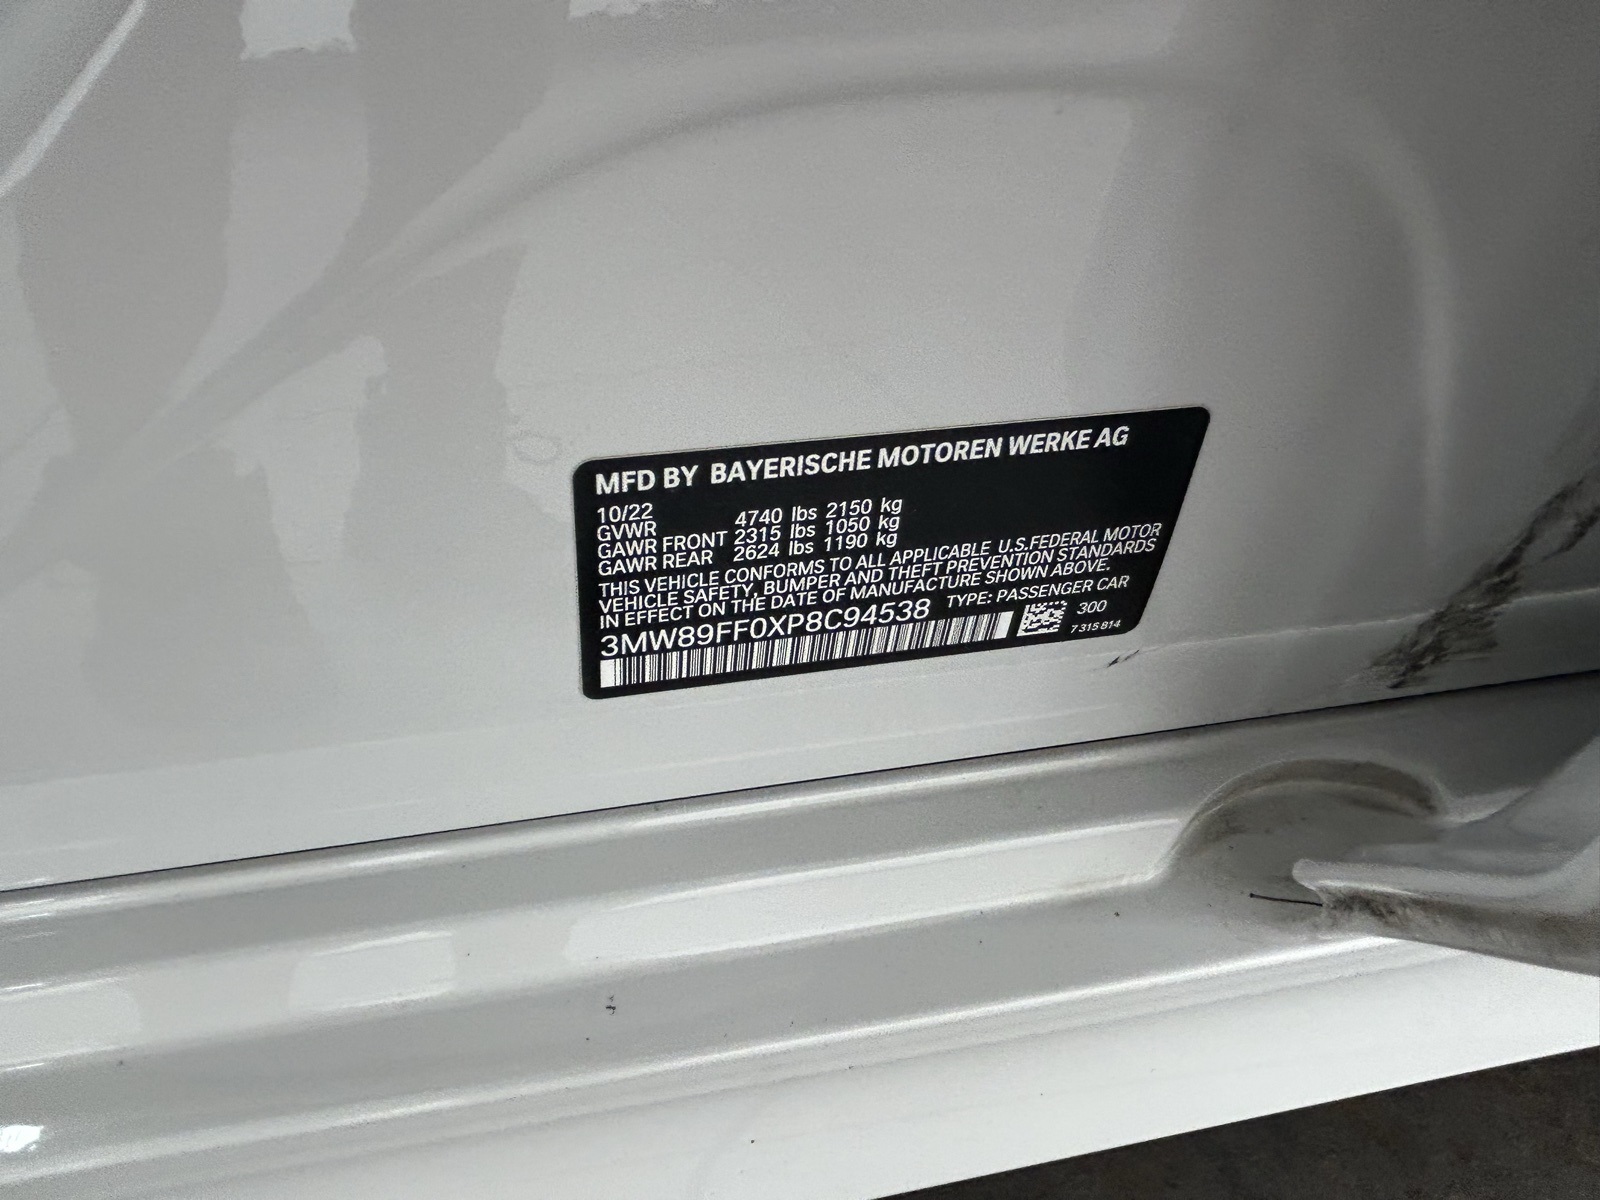 MFD BY BAYERISCHE MOTOREN WERKE AG
10/22
GVWR 4740 lbs 2150 kg
GAWR FRONT 2315 lbs 1050 kg
GAWR REAR 2624 lbs 1190 kg
THIS VEHICLE CONFORMS TO ALL APPLICABLE U.S.FEDERAL MOTOR
VEHICLE SAFETY, BUMPER AND THEFT PREVENTION STANDARDS
IN EFFECT ON THE DATE OF MANUFACTURE SHOWN ABOVE.
3MW89FF0XP8C94538 TYPE: PASSENGER CAR
300
7 315 814